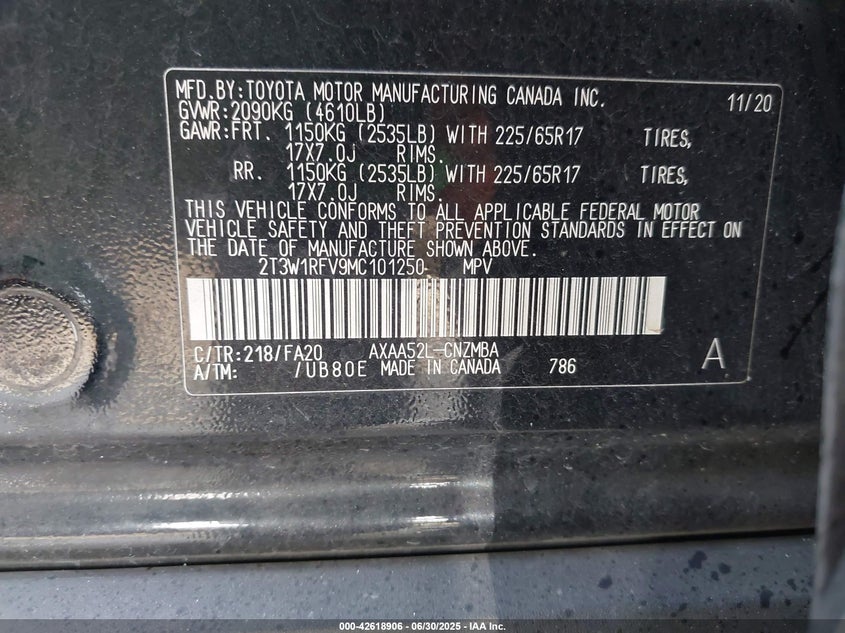 MFD.BY:TOYOTA MOTOR MANUFACTURING CANADA INC. 11/20
GVWR:2090KG (4610LB)
GAWR:FRT. 1150KG (2535LB) WITH 225/65R17 TIRES,
17X7.0J RIMS.
RR. 1150KG (2535LB) WITH 225/65R17 TIRES,
17X7.0J RIMS.
THIS VEHICLE CONFORMS TO ALL APPLICABLE FEDERAL MOTOR
VEHICLE SAFETY AND THEFT PREVENTION STANDARDS IN EFFECT ON
THE DATE OF MANUFACTURE SHOWN ABOVE.
2T3W1RFV9MC101250 MPV
C/TR:218/FA20 AXAA52L-CNZMBA A
A/TM: /UB80E MADE IN CANADA 786
000-42618906 - 06/30/2025 - IAA Inc.